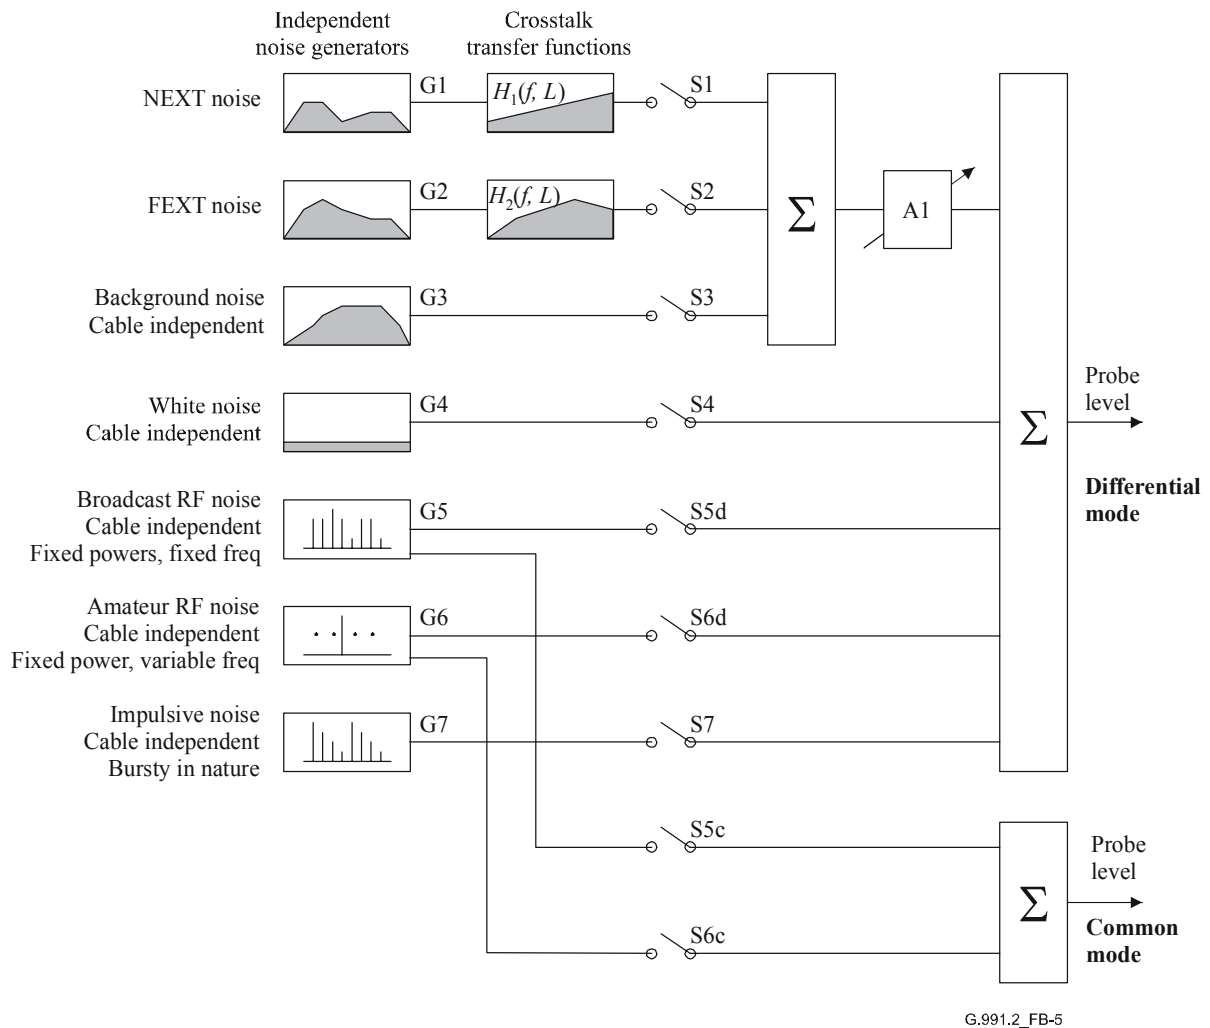 Independent
noise generators
Crosstalk
transfer functions
NEXT noise
G1
H1(f, L)
S1
FEXT noise
G2
H2(f, L)
S2
Σ
A1
Background noise
Cable independent
G3
S3
White noise
Cable independent
G4
S4
Σ
Probe
level
Differential
mode
Broadcast RF noise
Cable independent
Fixed powers, fixed freq
G5
S5d
Amateur RF noise
Cable independent
Fixed power, variable freq
G6
S6d
Impulsive noise
Cable independent
Bursty in nature
G7
S7
S5c
S6c
Σ
Probe
level
Common
mode
G.991.2_FB-5